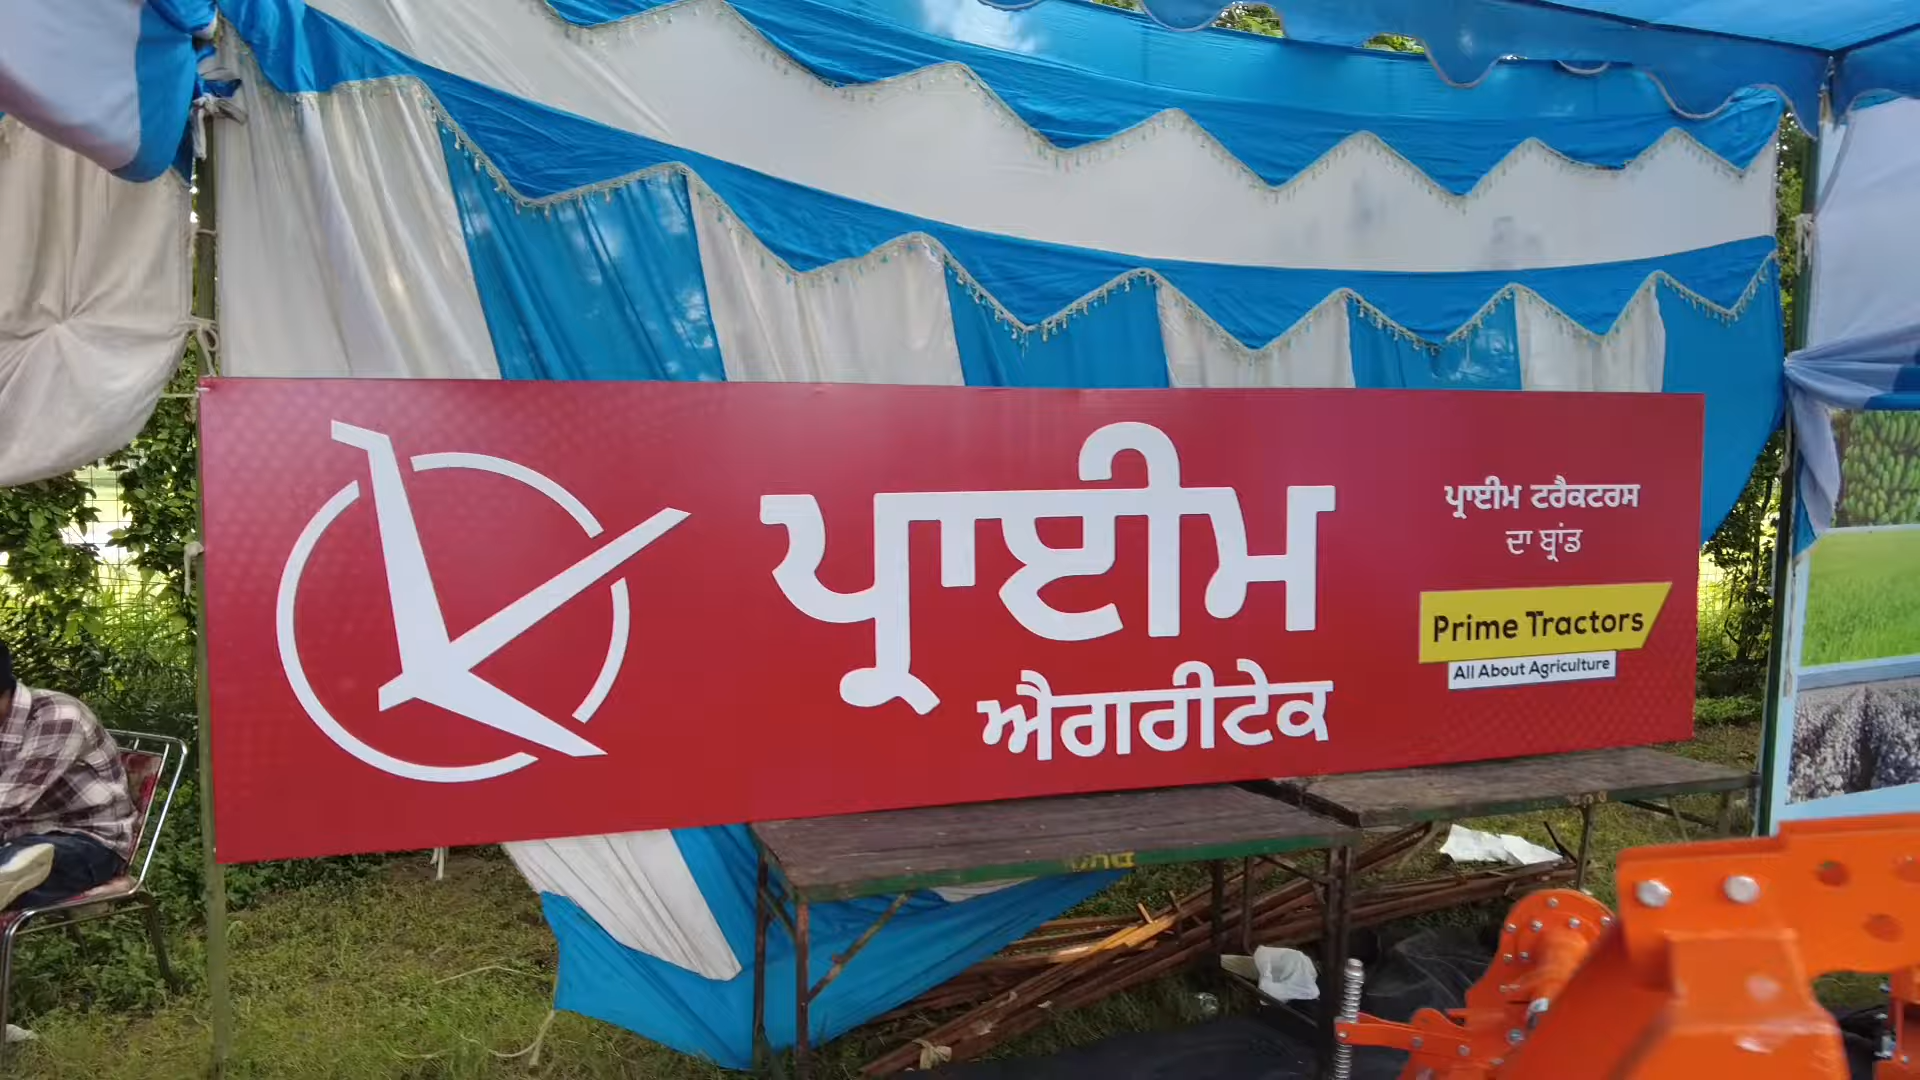 ਪ੍ਰਾਈਮ
ਐਗਰੀਟੇਕ
ਪ੍ਰਾਈਮ ਟਰੈਕਟਰਸ
ਦਾ ਬ੍ਰਾਂਡ
Prime Tractors
All About Agriculture